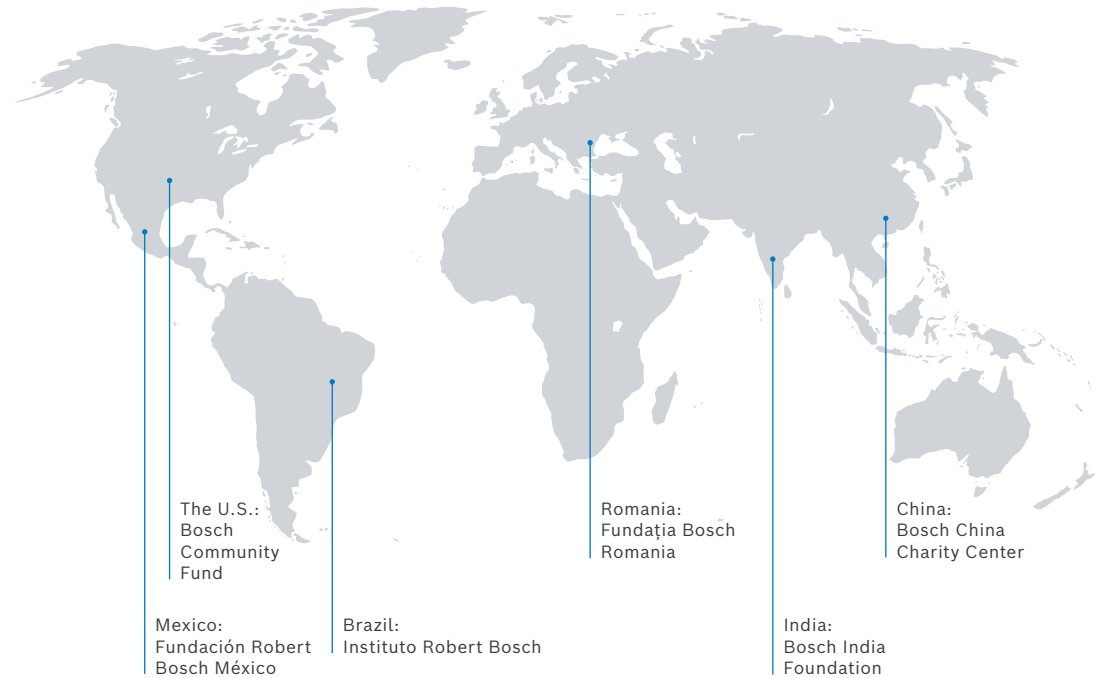 The U.S.:
Bosch
Community
Fund
Romania:
Fundația Bosch
Romania
China:
Bosch China
Charity Center
Mexico:
Fundación Robert
Bosch México
Brazil:
Instituto Robert Bosch
India:
Bosch India
Foundation